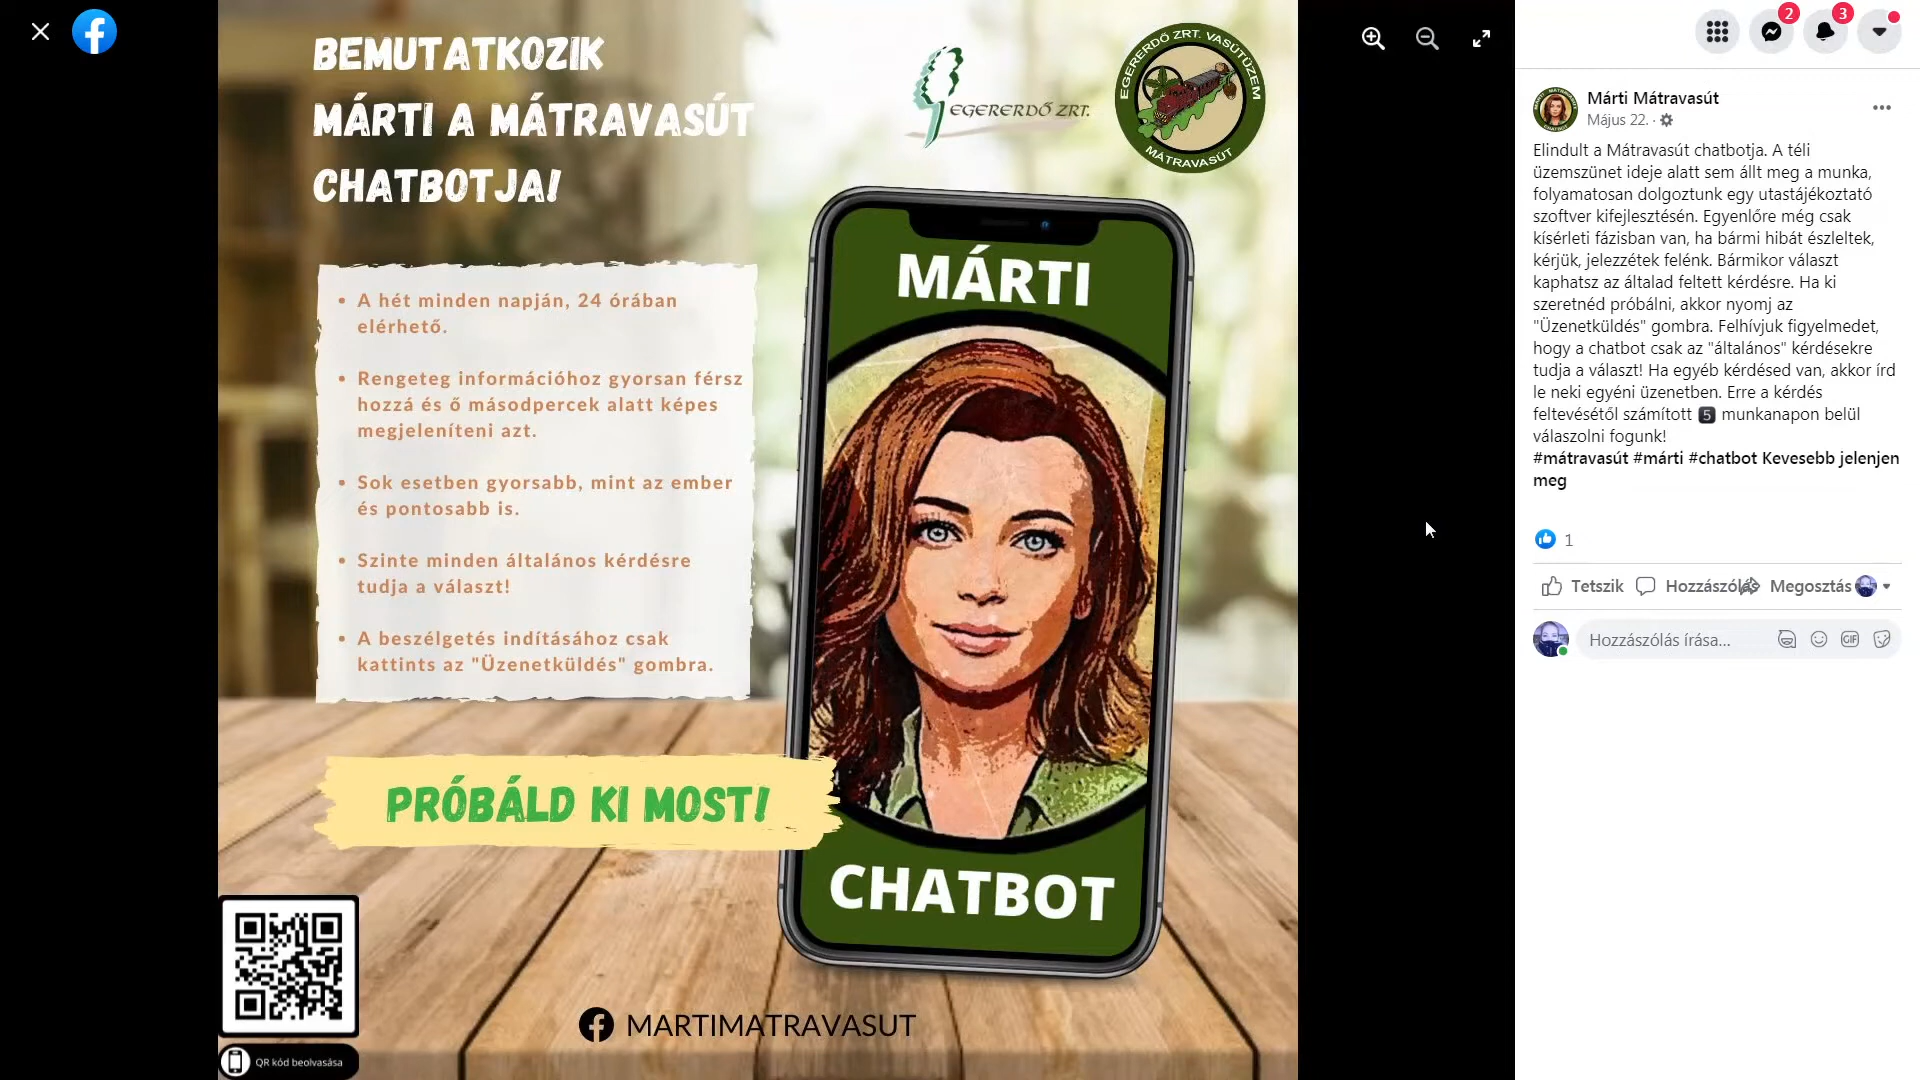 BEMUTATKOZIK
MÁRTI A MÁTRAVASÚT
CHATBOTJA!
EGERERDŐ ZRT.
EGERERDŐ ZRT. VASÚTÜZEM
MÁTRAVASÚT
• A hét minden napján, 24 órában
elérhető.
• Rengeteg információhoz gyorsan férsz
hozzá és ő másodpercek alatt képes
megjeleníteni azt.
• Sok esetben gyorsabb, mint az ember
és pontosabb is.
• Szinte minden általános kérdésre
tudja a választ!
• A beszélgetés indításához csak
kattints az "Üzenetküldés" gombra.
PRÓBÁLD KI MOST!
MÁRTI
CHATBOT
QR kód beolvasása
MARTIMATRAVASUT
2
3
Márti Mátravasút
Május 22. ·
Elindult a Mátravasút chatbotja. A téli
üzemszünet ideje alatt sem állt meg a munka,
folyamatosan dolgoztunk egy utastájékoztató
szoftver kifejlesztésén. Egyenlőre még csak
kísérleti fázisban van, ha bármi hibát észleltek,
kérjük, jelezzétek felénk. Bármikor választ
kaphatsz az általad feltett kérdésre. Ha ki
szeretnéd próbálni, akkor nyomj az
"Üzenetküldés" gombra. Felhívjuk figyelmedet,
hogy a chatbot csak az "általános" kérdésekre
tudja a választ! Ha egyéb kérdésed van, akkor írd
le neki egyéni üzenetben. Erre a kérdés
feltevésétől számított 5 munkanapon belül
válaszolni fogunk!
#mátravasút #márti #chatbot Kevesebb jelenjen
meg
1
Tetszik Hozzászólás Megosztás
Hozzászólás írása...
GIF